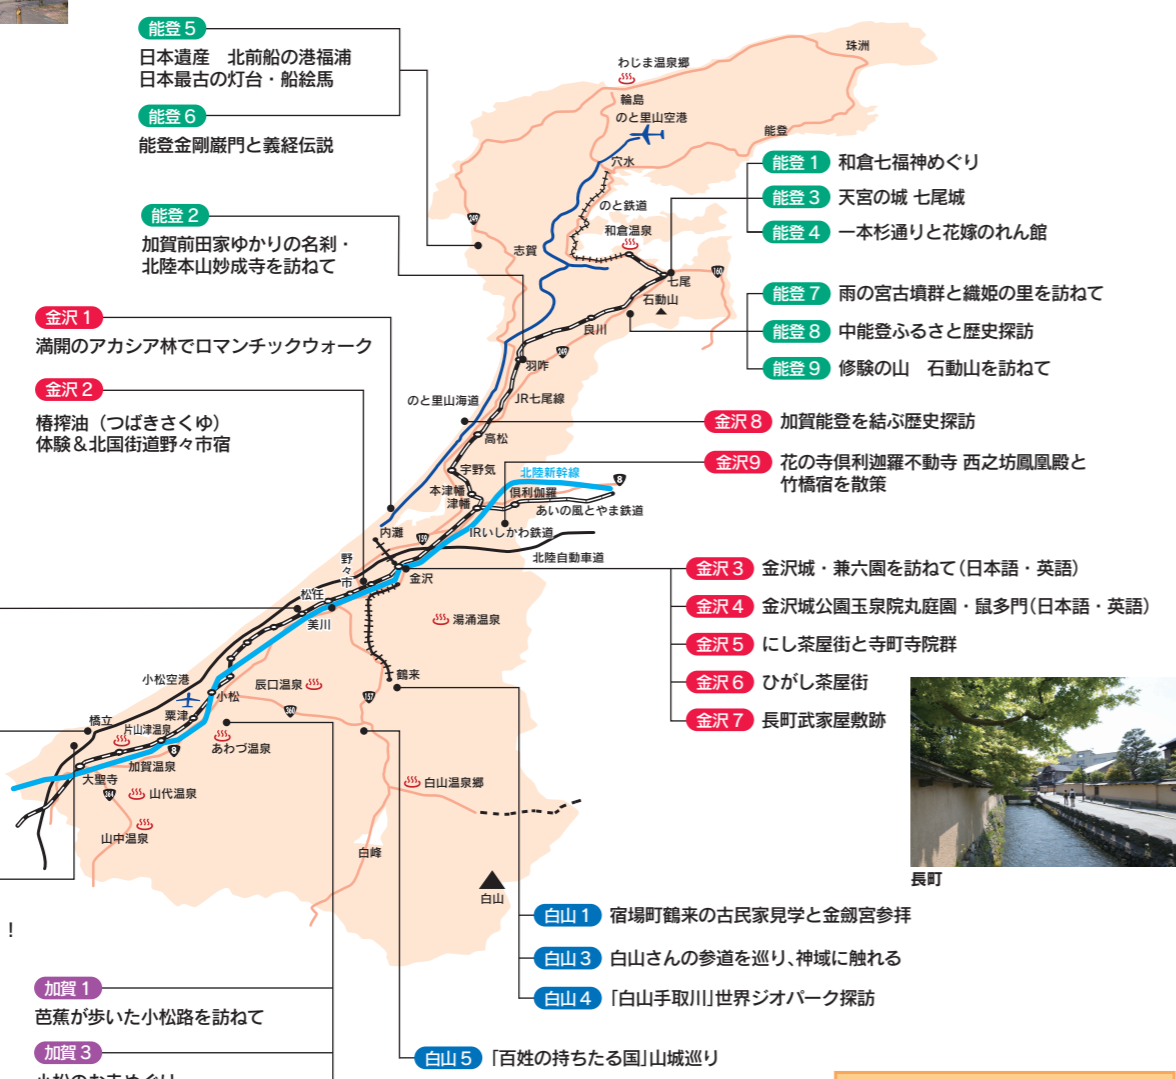 能登 5
日本遺産　北前船の港福浦
日本最古の灯台・船絵馬
能登 6
能登金剛巌門と義経伝説
能登 2
加賀前田家ゆかりの名刹・
北陸本山妙成寺を訪ねて
金沢 1
満開のアカシア林でロマンチックウォーク
金沢 2
椿搾油（つばきさくゆ）
体験＆北国街道野々市宿
珠洲
わじま温泉郷
輪島
のと里山空港
能登
穴水
のと鉄道
和倉温泉
249
志賀
七尾
160
石動山
良川
249
羽咋
JR七尾線
のと里山海道
高松
宇野気
北陸新幹線
8
本津幡
津幡
倶利伽羅
あいの風とやま鉄道
IRいしかわ鉄道
内灘
159
北陸自動車道
野々市
金沢
松任
美川
湯涌温泉
鶴来
小松空港
辰口温泉
157
小松
360
粟津
橋立
片山津温泉
あわづ温泉
8
加賀温泉
大聖寺
364
山代温泉
白山温泉郷
山中温泉
白峰
白山
能登 1 和倉七福神めぐり
能登 3 天宮の城 七尾城
能登 4 一本杉通りと花嫁のれん館
能登 7 雨の宮古墳群と織姫の里を訪ねて
能登 8 中能登ふるさと歴史探訪
能登 9 修験の山　石動山を訪ねて
金沢 8 加賀能登を結ぶ歴史探訪
金沢9 花の寺倶利迦羅不動寺 西之坊鳳凰殿と
竹橋宿を散策
金沢 3 金沢城・兼六園を訪ねて（日本語・英語）
金沢 4 金沢城公園玉泉院丸庭園・鼠多門（日本語・英語）
金沢 5 にし茶屋街と寺町寺院群
金沢 6 ひがし茶屋街
金沢 7 長町武家屋敷跡
長町
白山 1 宿場町鶴来の古民家見学と金劔宮参拝
白山 3 白山さんの参道を巡り､神域に触れる
白山 4 ｢白山手取川｣世界ジオパーク探訪
白山 5 ｢百姓の持ちたる国｣山城巡り
！
加賀 1
芭蕉が歩いた小松路を訪ねて
加賀 3